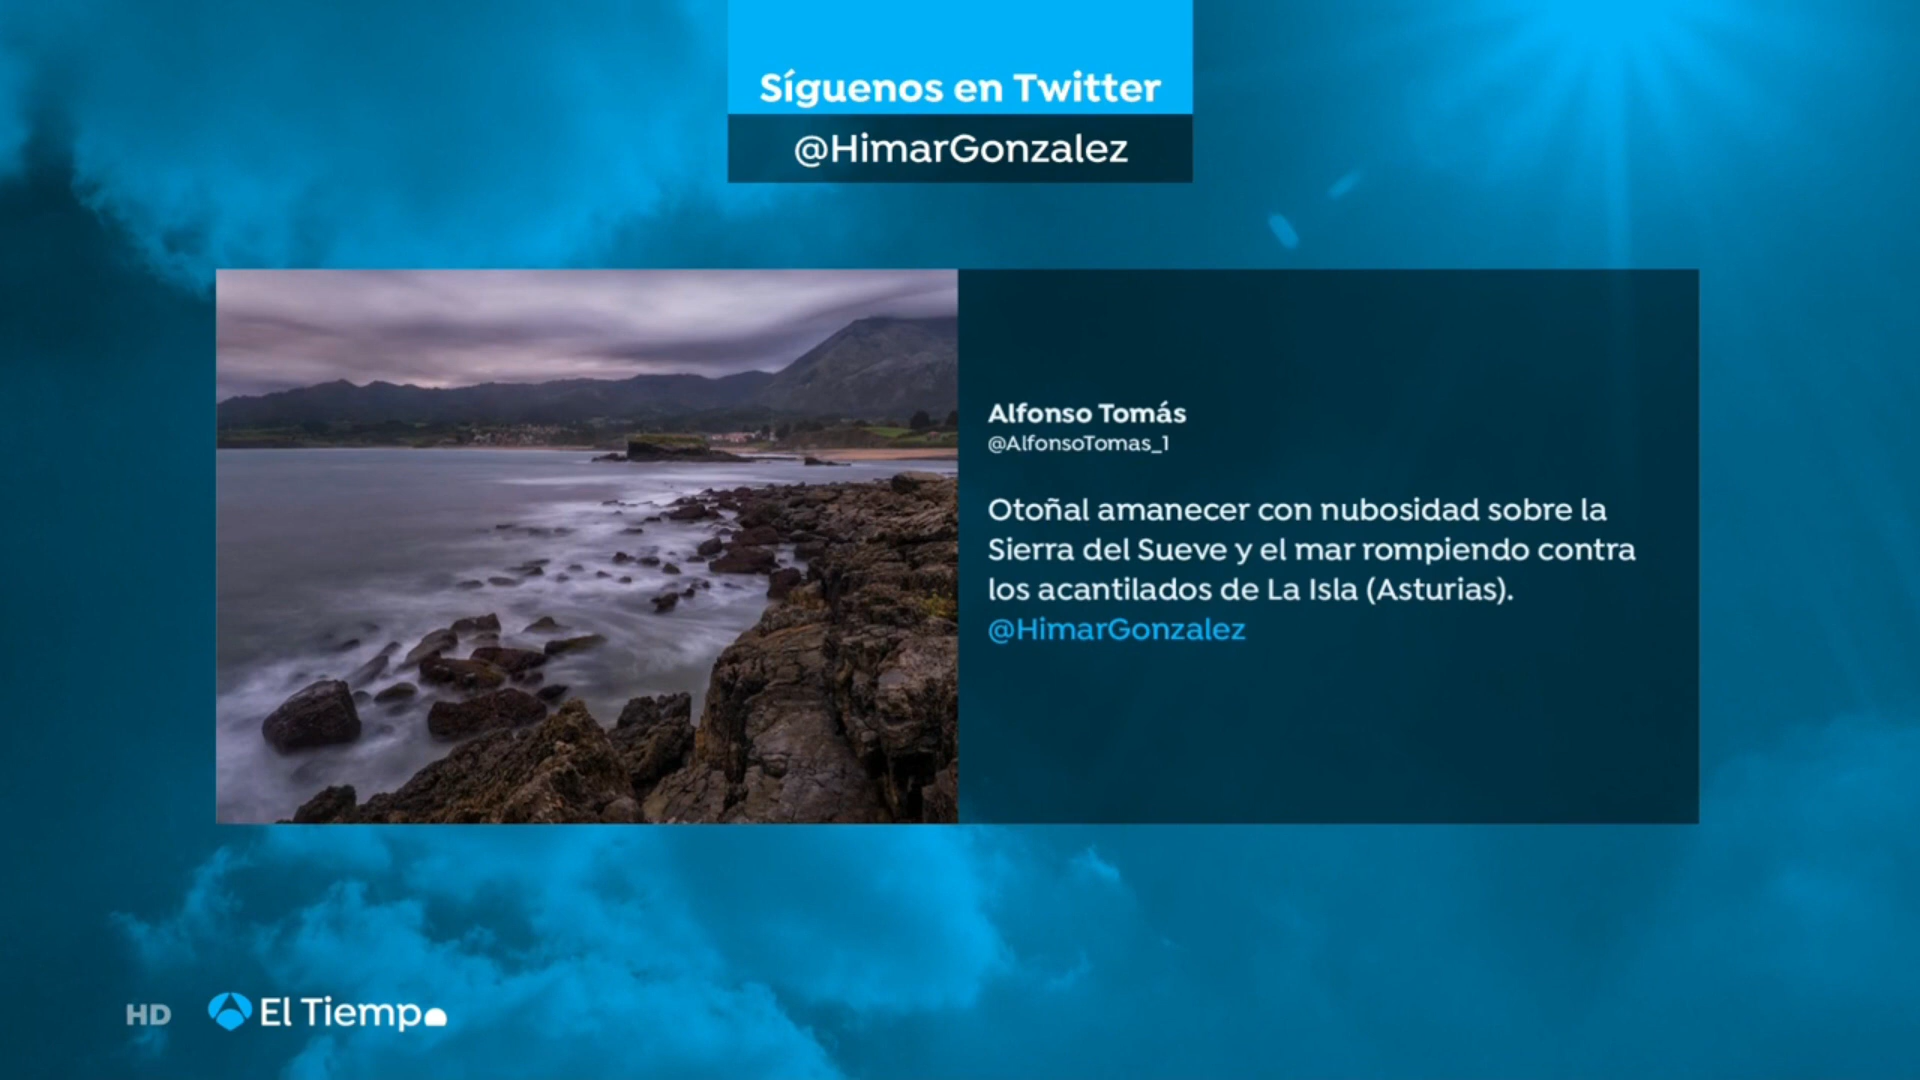 Síguenos en Twitter
@HimarGonzalez
Alfonso Tomás
@AlfonsoTomas_1
Otoñal amanecer con nubosidad sobre la
Sierra del Sueve y el mar rompiendo contra
los acantilados de La Isla (Asturias).
@HimarGonzalez
HD El Tiempo